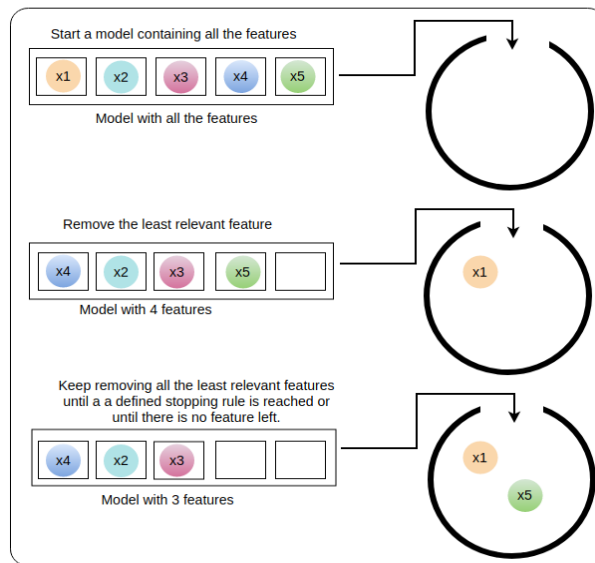 Start a model containing all the features
x1 x2 x3 x4 x5
Model with all the features
Remove the least relevant feature
x4 x2 x3 x5
x1
Model with 4 features
Keep removing all the least relevant features
until a a defined stopping rule is reached or
until there is no feature left.
x4 x2 x3
x1
x5
Model with 3 features